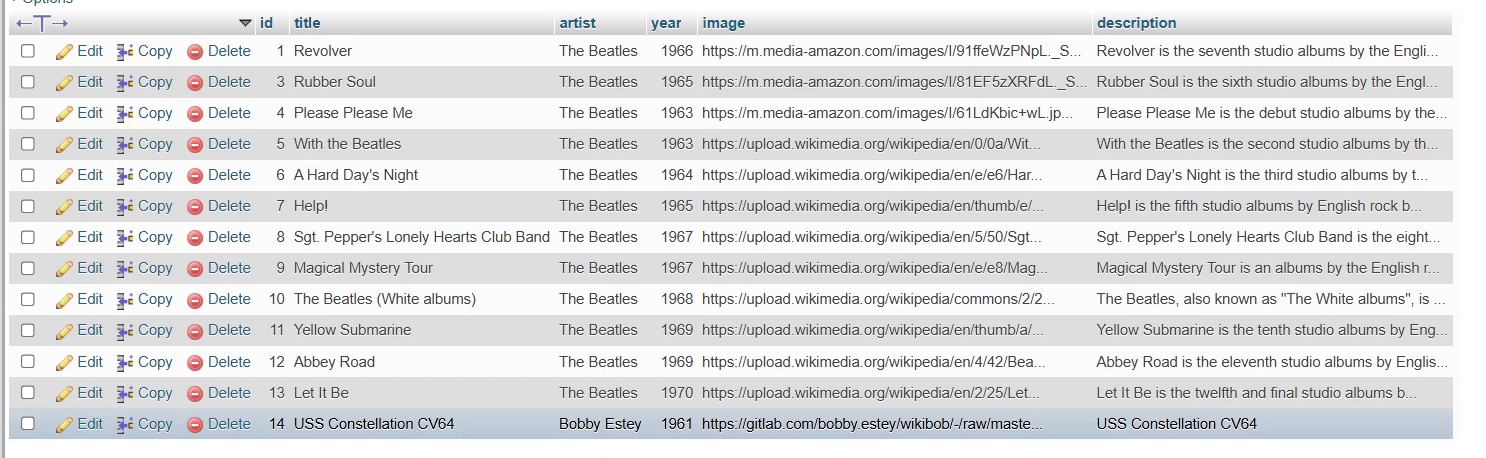 Options
←T→ id title artist year image description
Edit Copy Delete 1 Revolver The Beatles 1966 https://m.media-amazon.com/images/I/91ffeWzPNpL._S... Revolver is the seventh studio albums by the Engli...
Edit Copy Delete 3 Rubber Soul The Beatles 1965 https://m.media-amazon.com/images/I/81EF5zXRFdL._S... Rubber Soul is the sixth studio albums by the Engl...
Edit Copy Delete 4 Please Please Me The Beatles 1963 https://m.media-amazon.com/images/I/61LdKbic+wL.jp... Please Please Me is the debut studio albums by the...
Edit Copy Delete 5 With the Beatles The Beatles 1963 https://upload.wikimedia.org/wikipedia/en/0/0a/Wit... With the Beatles is the second studio albums by th...
Edit Copy Delete 6 A Hard Day's Night The Beatles 1964 https://upload.wikimedia.org/wikipedia/en/e/e6/Har... A Hard Day's Night is the third studio albums by t...
Edit Copy Delete 7 Help! The Beatles 1965 https://upload.wikimedia.org/wikipedia/en/thumb/e/... Help! is the fifth studio albums by English rock b...
Edit Copy Delete 8 Sgt. Pepper's Lonely Hearts Club Band The Beatles 1967 https://upload.wikimedia.org/wikipedia/en/5/50/Sgt... Sgt. Pepper's Lonely Hearts Club Band is the eight...
Edit Copy Delete 9 Magical Mystery Tour The Beatles 1967 https://upload.wikimedia.org/wikipedia/en/e/e8/Mag... Magical Mystery Tour is an albums by the English r...
Edit Copy Delete 10 The Beatles (White albums) The Beatles 1968 https://upload.wikimedia.org/wikipedia/commons/2/2... The Beatles, also known as "The White albums", is ...
Edit Copy Delete 11 Yellow Submarine The Beatles 1969 https://upload.wikimedia.org/wikipedia/en/thumb/a/... Yellow Submarine is the tenth studio albums by Eng...
Edit Copy Delete 12 Abbey Road The Beatles 1969 https://upload.wikimedia.org/wikipedia/en/4/42/Bea... Abbey Road is the eleventh studio albums by Englis...
Edit Copy Delete 13 Let It Be The Beatles 1970 https://upload.wikimedia.org/wikipedia/en/2/25/Let... Let It Be is the twelfth and final studio albums b...
Edit Copy Delete 14 USS Constellation CV64 Bobby Estey 1961 https://gitlab.com/bobby.estey/wikibob/-/raw/maste... USS Constellation CV64